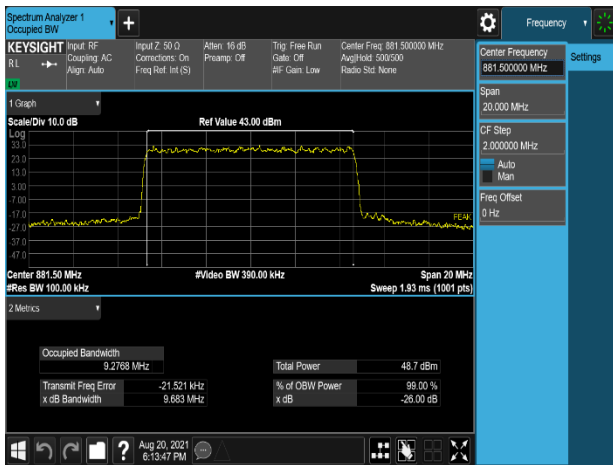 Spectrum Analyzer 1
Occupied BW
+
Frequency
KEYSIGHT
R L
Input: RF
Coupling: AC
Align: Auto
Input Z: 50 Ω
Corrections: On
Freq Ref: Int (S)
Atten: 16 dB
Preamp: Off
Trig: Free Run
Gate: Off
#IF Gain: Low
Center Freq: 881.500000 MHz
Avg|Hold: 500/500
Radio Std: None
Center Frequency
881.500000 MHz
Settings
Span
20.000 MHz
CF Step
2.000000 MHz
Auto
Man
Freq Offset
0 Hz
1 Graph
Scale/Div 10.0 dB
Ref Value 43.00 dBm
Log
33.0
23.0
13.0
3.00
-7.00
-17.0
-27.0
-37.0
-47.0
PEAK
Center 881.50 MHz
#Video BW 390.00 kHz
Span 20 MHz
#Res BW 100.00 kHz
Sweep 1.93 ms (1001 pts)
2 Metrics
Occupied Bandwidth
9.2768 MHz
Total Power
48.7 dBm
Transmit Freq Error
-21.521 kHz
% of OBW Power
99.00 %
x dB Bandwidth
9.683 MHz
x dB
-26.00 dB
?
Aug 20, 2021
6:13:47 PM